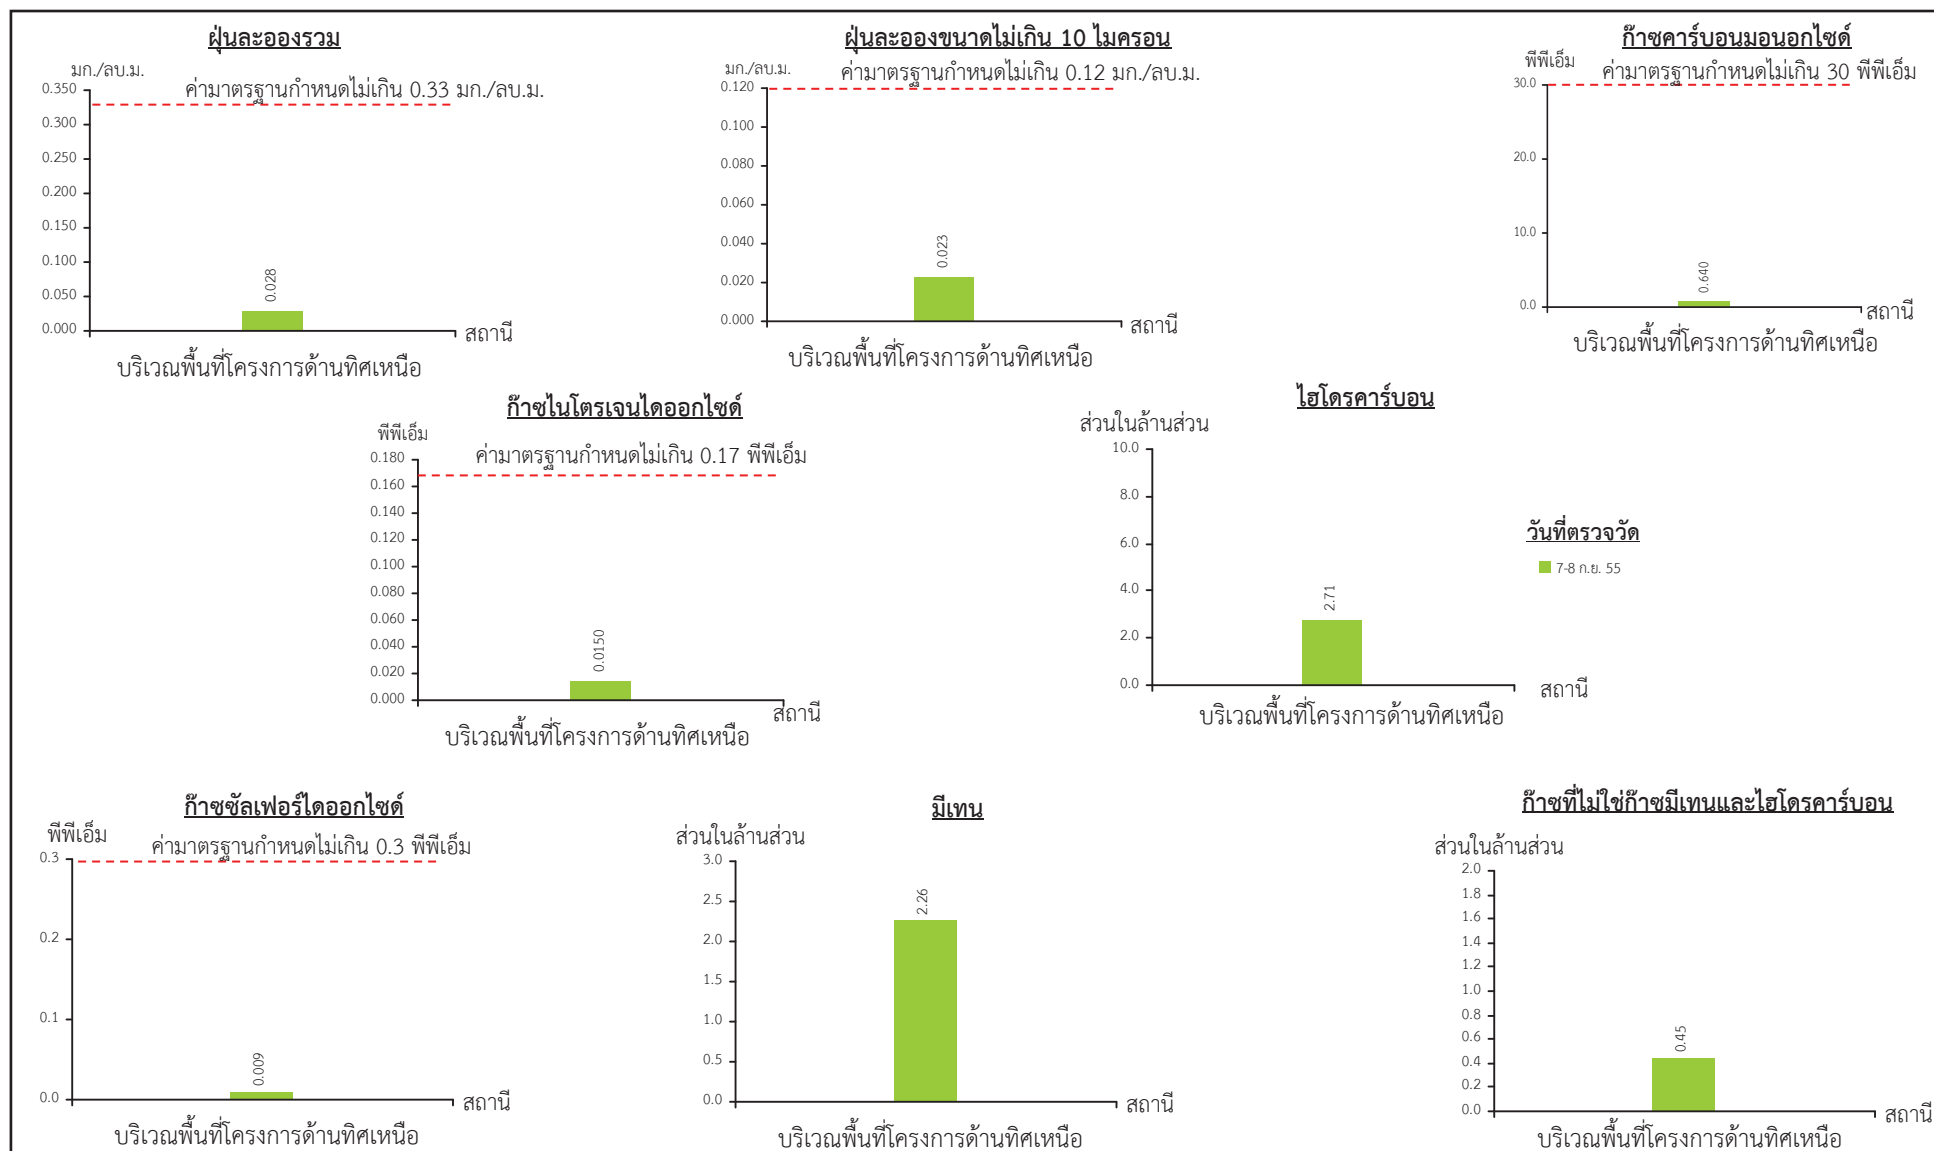 ฝุ่นละอองรวม
มก./ลบ.ม.
ค่ามาตรฐานกำหนดไม่เกิน 0.33 มก./ลบ.ม.
0.350
0.300
0.250
0.200
0.150
0.100
0.050
0.000
0.028
สถานี
บริเวณพื้นที่โครงการด้านทิศเหนือ
ฝุ่นละอองขนาดไม่เกิน 10 ไมครอน
มก./ลบ.ม.
ค่ามาตรฐานกำหนดไม่เกิน 0.12 มก./ลบ.ม.
0.120
0.100
0.080
0.060
0.040
0.020
0.000
0.023
สถานี
บริเวณพื้นที่โครงการด้านทิศเหนือ
ก๊าซคาร์บอนมอนอกไซด์
พีพีเอ็ม
ค่ามาตรฐานกำหนดไม่เกิน 30 พีพีเอ็ม
30.0
20.0
10.0
0.0
0.640
สถานี
บริเวณพื้นที่โครงการด้านทิศเหนือ
ก๊าซไนโตรเจนไดออกไซด์
พีพีเอ็ม
ค่ามาตรฐานกำหนดไม่เกิน 0.17 พีพีเอ็ม
0.180
0.160
0.140
0.120
0.100
0.080
0.060
0.040
0.020
0.000
0.0150
สถานี
บริเวณพื้นที่โครงการด้านทิศเหนือ
ไฮโดรคาร์บอน
ส่วนในล้านส่วน
10.0
8.0
6.0
4.0
2.0
0.0
2.71
สถานี
บริเวณพื้นที่โครงการด้านทิศเหนือ
วันที่ตรวจวัด
7-8 ก.ย. 55
ก๊าซซัลเฟอร์ไดออกไซด์
พีพีเอ็ม
ค่ามาตรฐานกำหนดไม่เกิน 0.3 พีพีเอ็ม
0.3
0.2
0.1
0.0
0.009
สถานี
บริเวณพื้นที่โครงการด้านทิศเหนือ
มีเทน
ส่วนในล้านส่วน
3.0
2.5
2.0
1.5
1.0
0.5
0.0
2.26
สถานี
บริเวณพื้นที่โครงการด้านทิศเหนือ
ก๊าซที่ไม่ใช่ก๊าซมีเทนและไฮโดรคาร์บอน
ส่วนในล้านส่วน
2.0
1.8
1.6
1.4
1.2
1.0
0.8
0.6
0.4
0.2
0.0
0.45
สถานี
บริเวณพื้นที่โครงการด้านทิศเหนือ